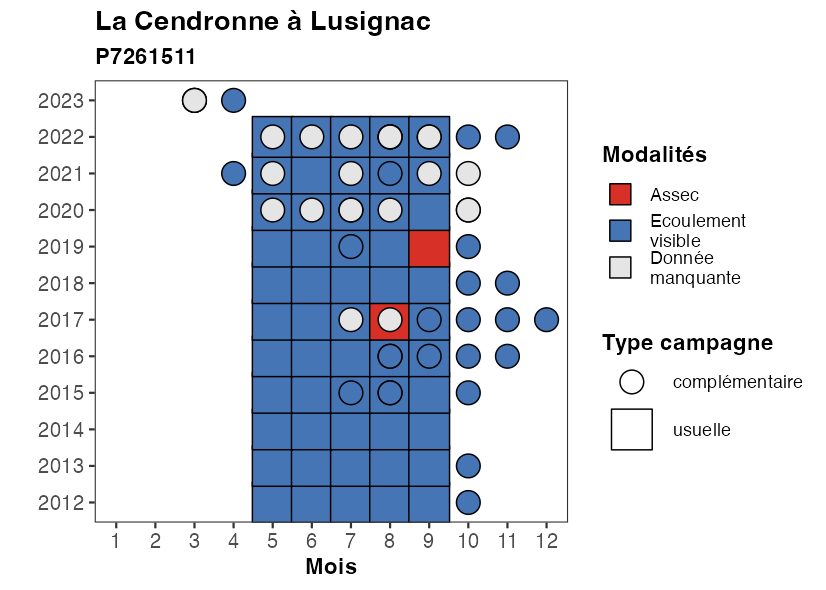 La Cendronne à Lusignac
P7261511
2023
2022
2021
2020
2019
2018
2017
2016
2015
2014
2013
2012
1 2 3 4 5 6 7 8 9 10 11 12
Mois
Modalités
Assec
Ecoulement
visible
Donnée
manquante
Type campagne
complémentaire
usuelle